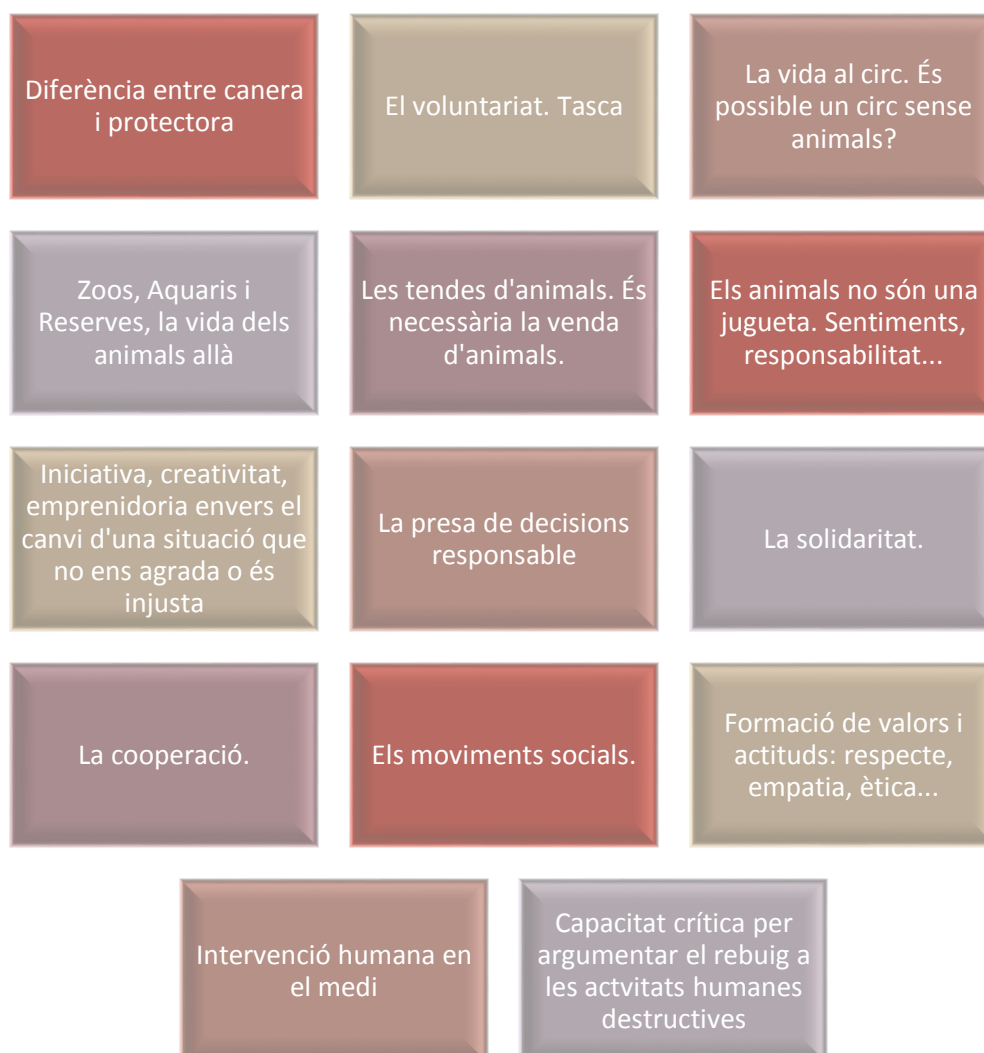 Diferència entre canera
i protectora
El voluntariat. Tasca
La vida al circ. És
possible un circ sense
animals?
Zoos, Aquaris i
Reserves, la vida dels
animals allà
Les tendes d'animals. És
necessària la venda
d'animals.
Els animals no són una
jugueta. Sentiments,
responsabilitat...
Iniciativa, creativitat,
emprenidoria envers el
canvi d'una situació que
no ens agrada o és
injusta
La presa de decisions
responsable
La solidaritat.
La cooperació.
Els moviments socials.
Formació de valors i
actituds: respecte,
empatia, ètica...
Intervenció humana en
el medi
Capacitat crítica per
argumentar el rebuig a
les actvitats humanes
destructives